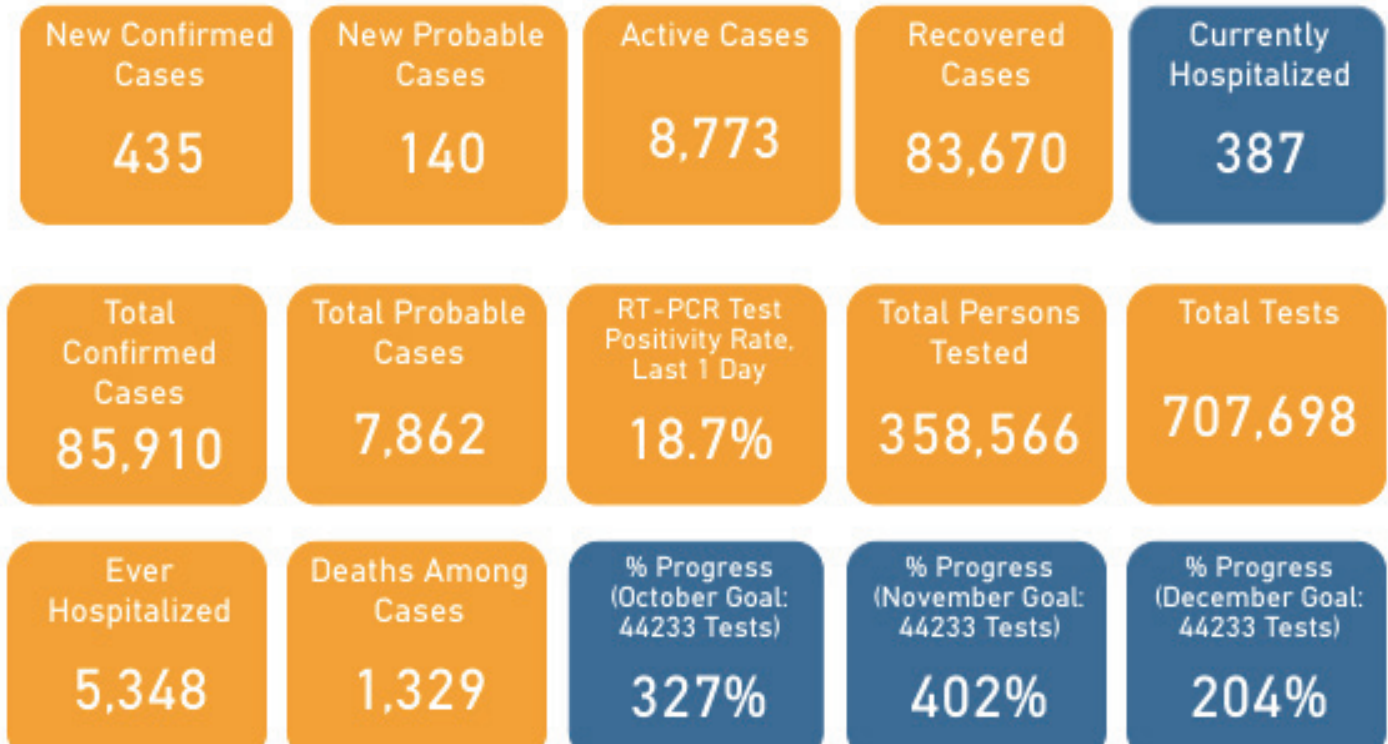 New Confirmed
Cases
435
New Probable
Cases
140
Active Cases
8,773
Recovered
Cases
83,670
Currently
Hospitalized
387
Total
Confirmed
Cases
85,910
Total Probable
Cases
7,862
RT-PCR Test
Positivity Rate,
Last 1 Day
18.7%
Total Persons
Tested
358,566
Total Tests
707,698
Ever
Hospitalized
5,348
Deaths Among
Cases
1,329
% Progress
(October Goal:
44233 Tests)
327%
% Progress
(November Goal:
44233 Tests)
402%
% Progress
(December Goal:
44233 Tests)
204%